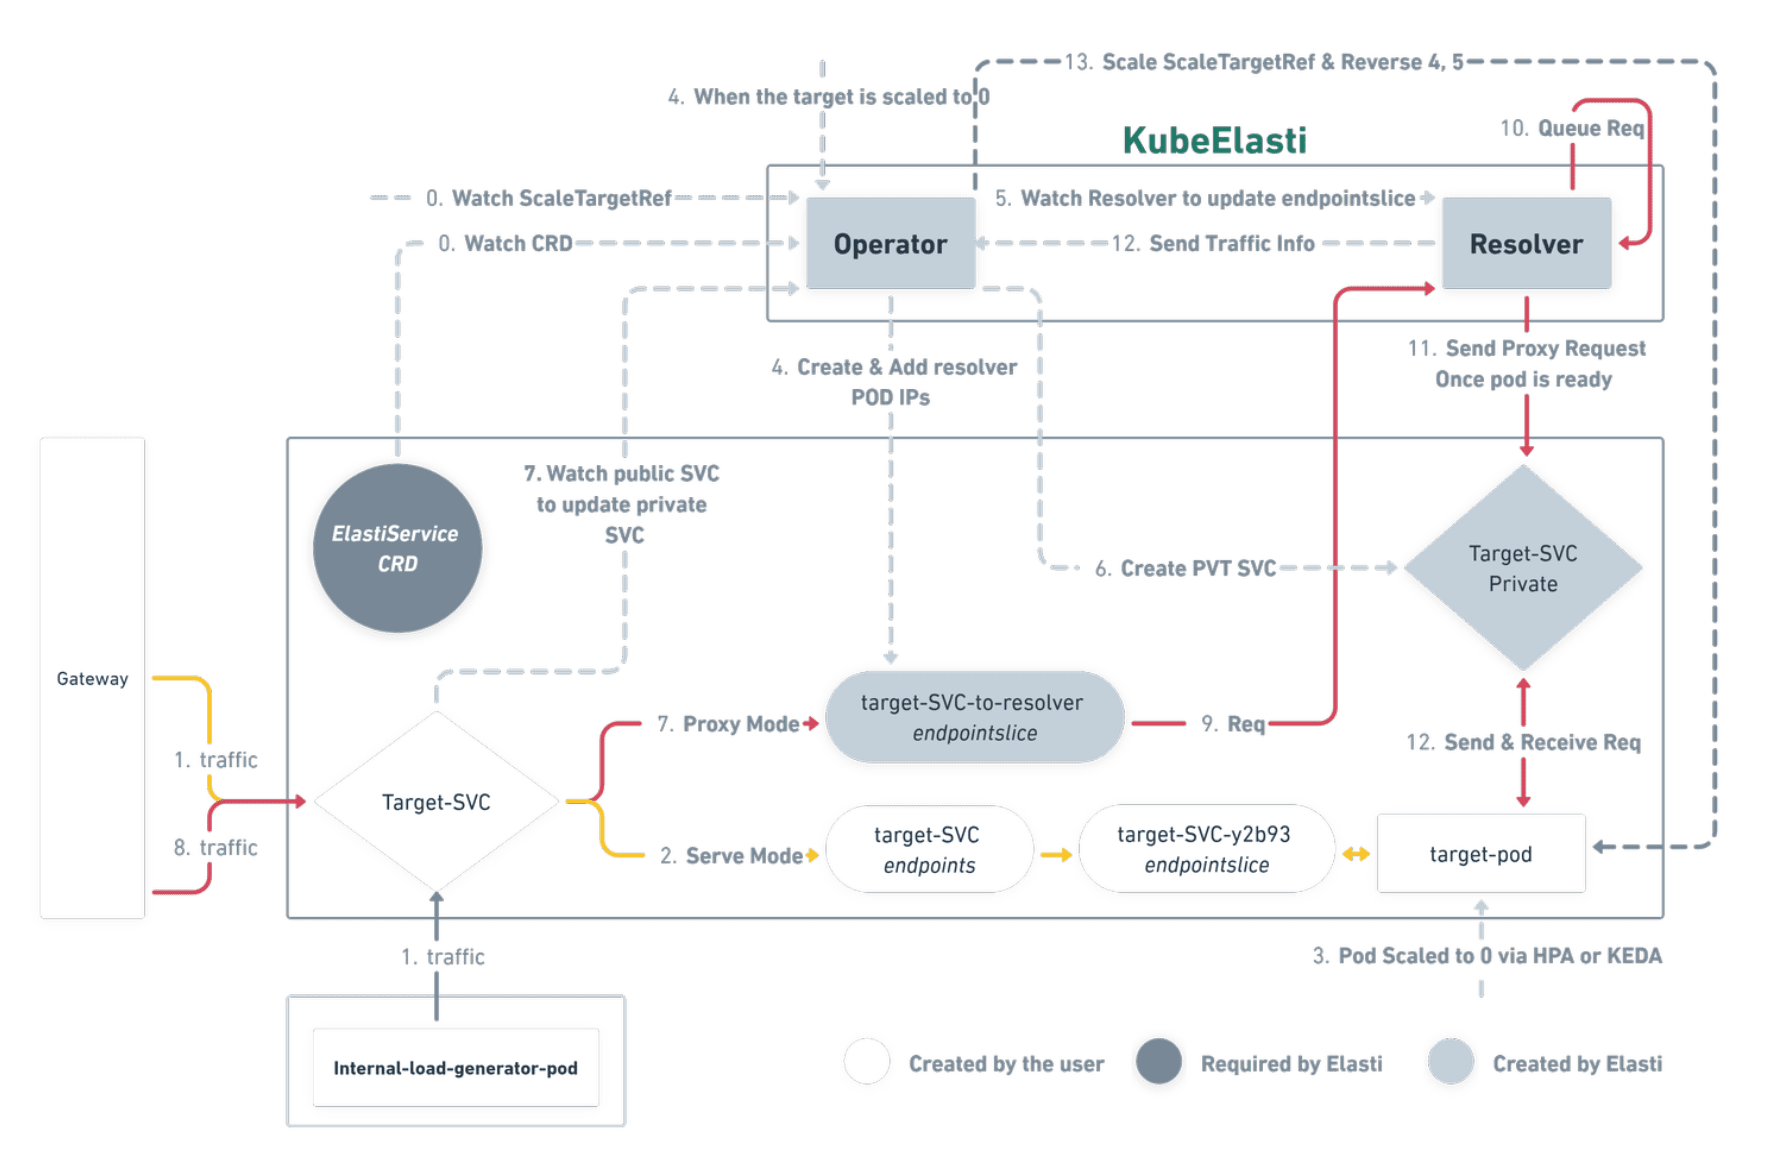 13. Scale ScaleTargetRef & Reverse 4, 5
4. When the target is scaled to 0
10. Queue Req
KubeElasti
0. Watch ScaleTargetRef
5. Watch Resolver to update endpointslice
0. Watch CRD
Operator
12. Send Traffic Info
Resolver
4. Create & Add resolver
POD IPs
11. Send Proxy Request
Once pod is ready
7. Watch public SVC
to update private
SVC
ElastiService
CRD
6. Create PVT SVC
Target-SVC
Private
Gateway
1. traffic
8. traffic
Target-SVC
7. Proxy Mode
target-SVC-to-resolver
endpointslice
9. Req
12. Send & Receive Req
2. Serve Mode
target-SVC
endpoints
target-SVC-y2b93
endpointslice
target-pod
1. traffic
3. Pod Scaled to 0 via HPA or KEDA
Internal-load-generator-pod
Created by the user
Required by Elasti
Created by Elasti